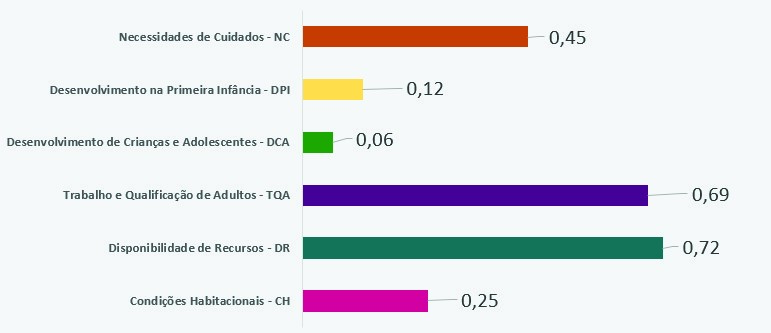 Necessidades de Cuidados - NC 0,45
Desenvolvimento na Primeira Infância - DPI 0,12
Desenvolvimento de Crianças e Adolescentes - DCA 0,06
Trabalho e Qualificação de Adultos - TQA 0,69
Disponibilidade de Recursos - DR 0,72
Condições Habitacionais - CH 0,25